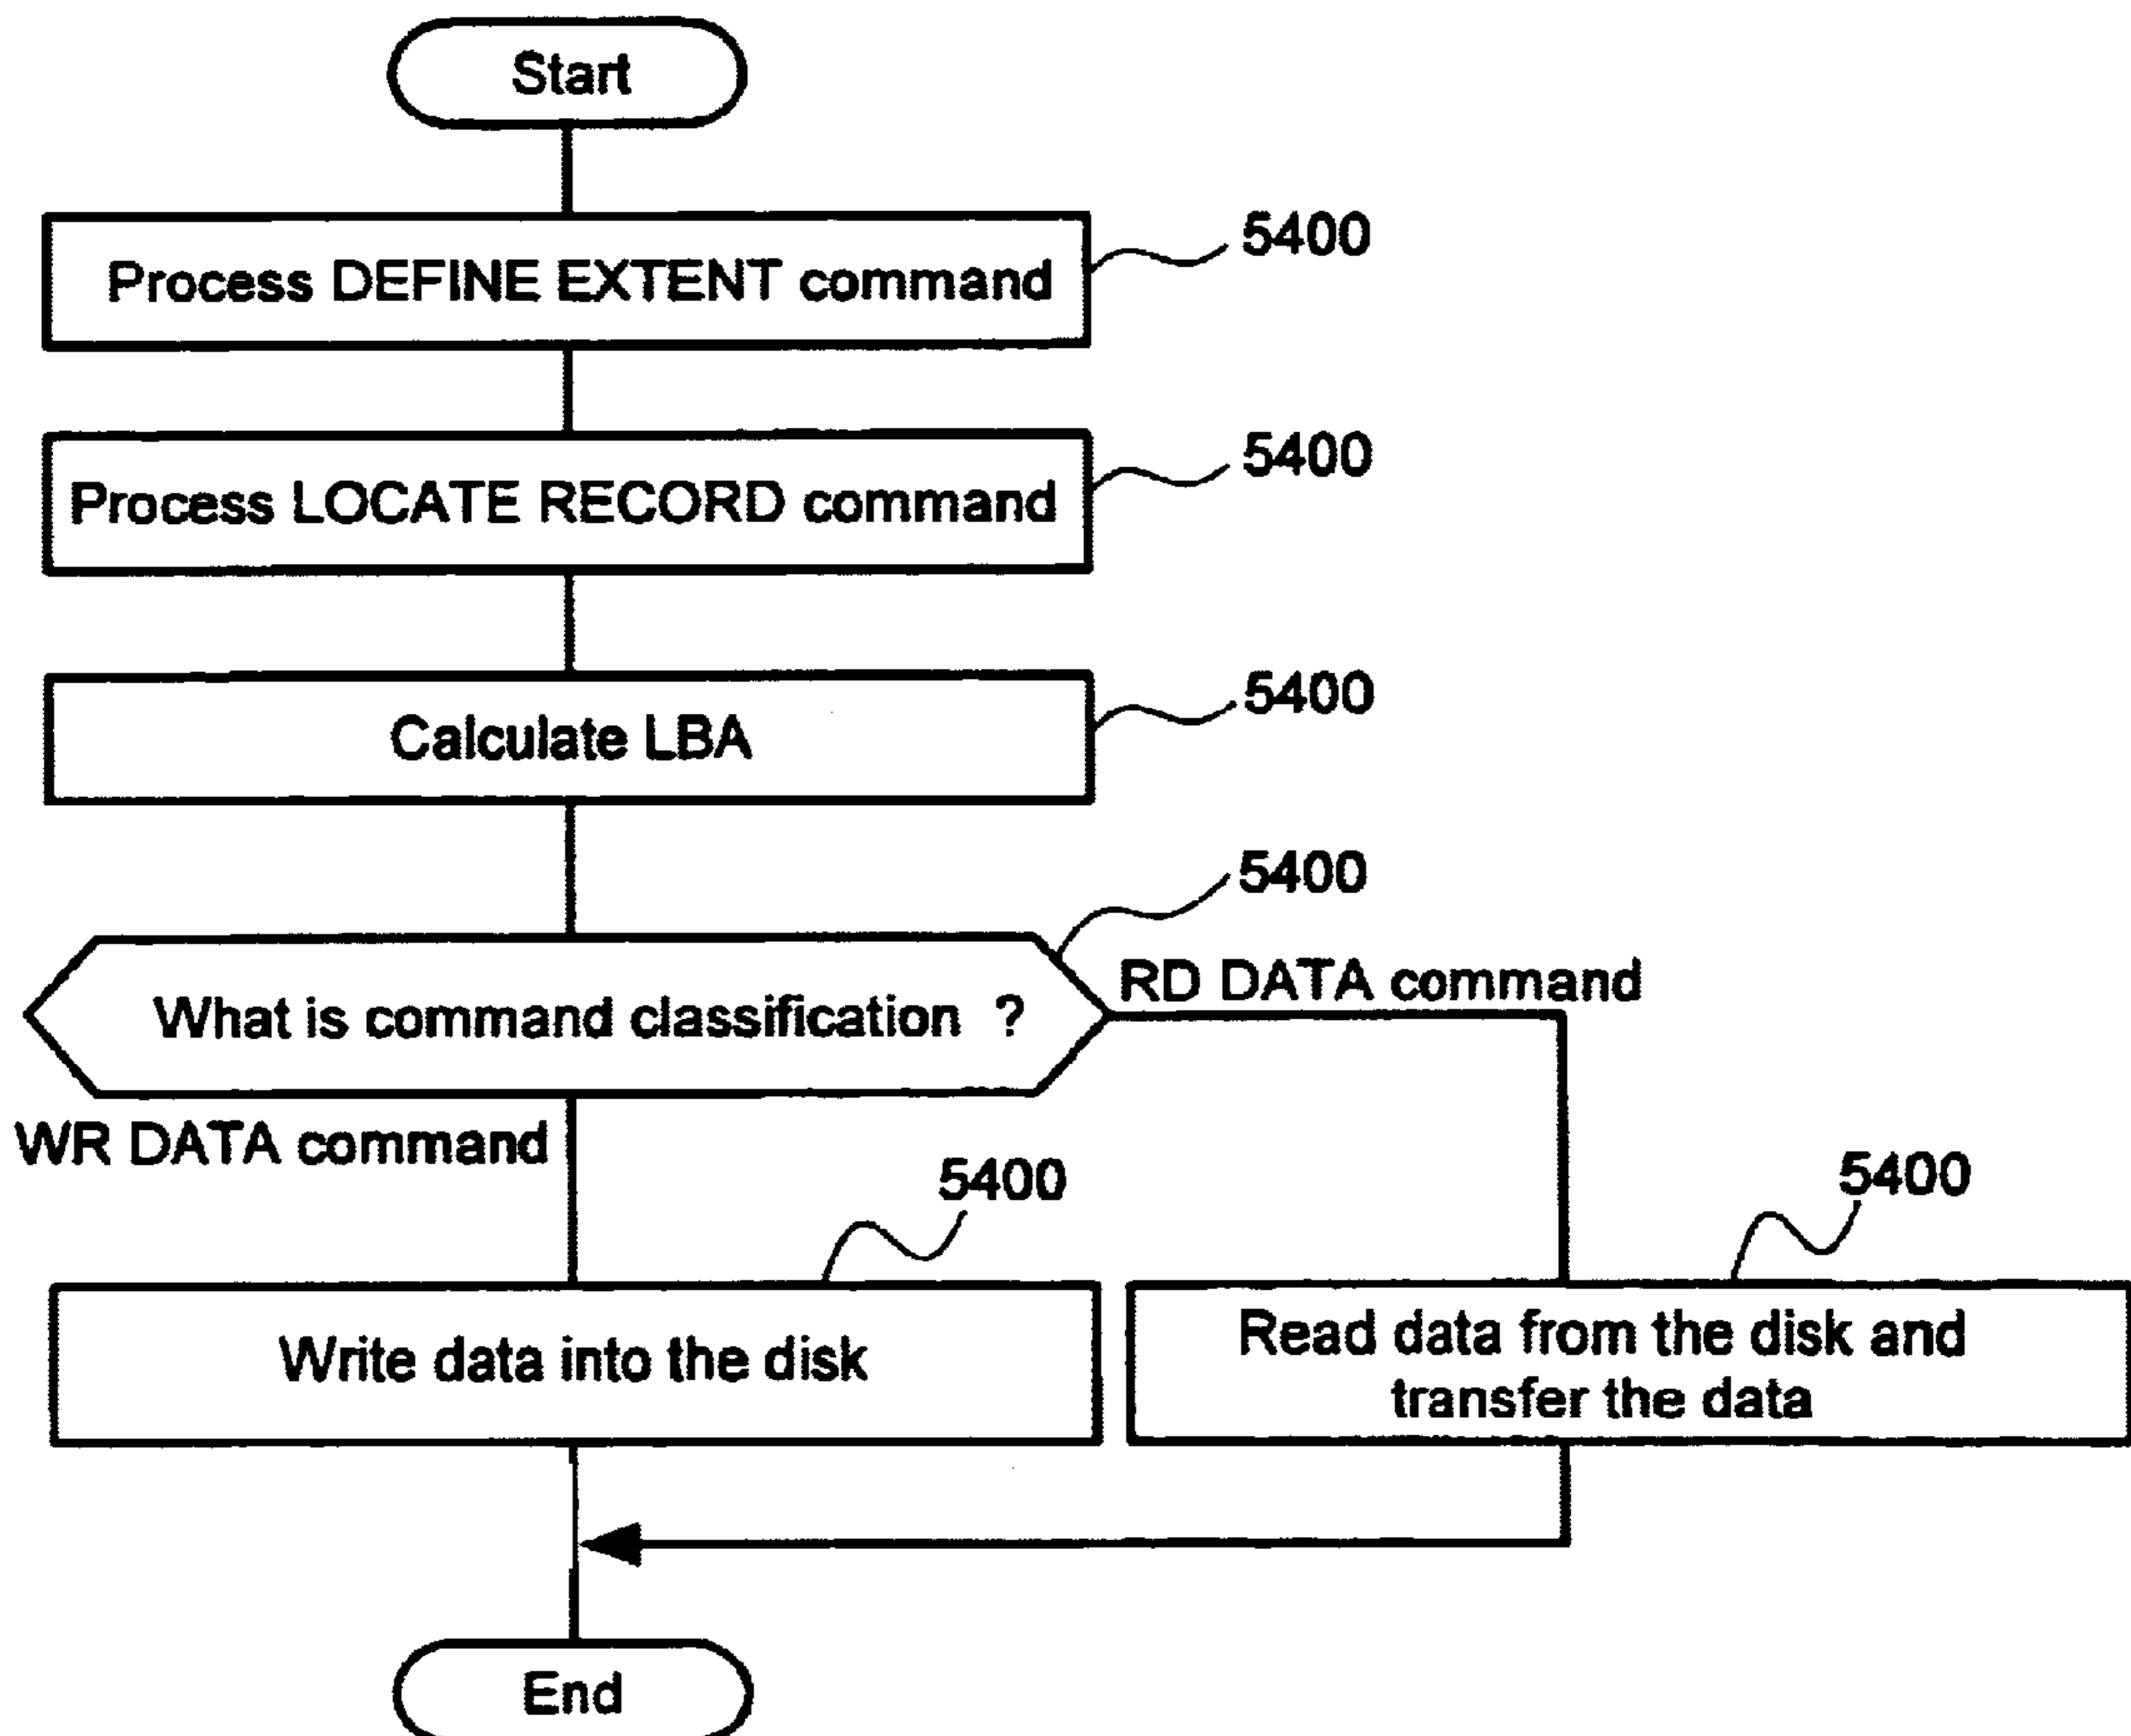 Start
5400
Process DEFINE EXTENT command
5400
Process LOCATE RECORD command
5400
Calculate LBA
5400
RD DATA command
What is command classification ?
WR DATA command
5400
5400
Write data into the disk
Read data from the disk and
transfer the data
End